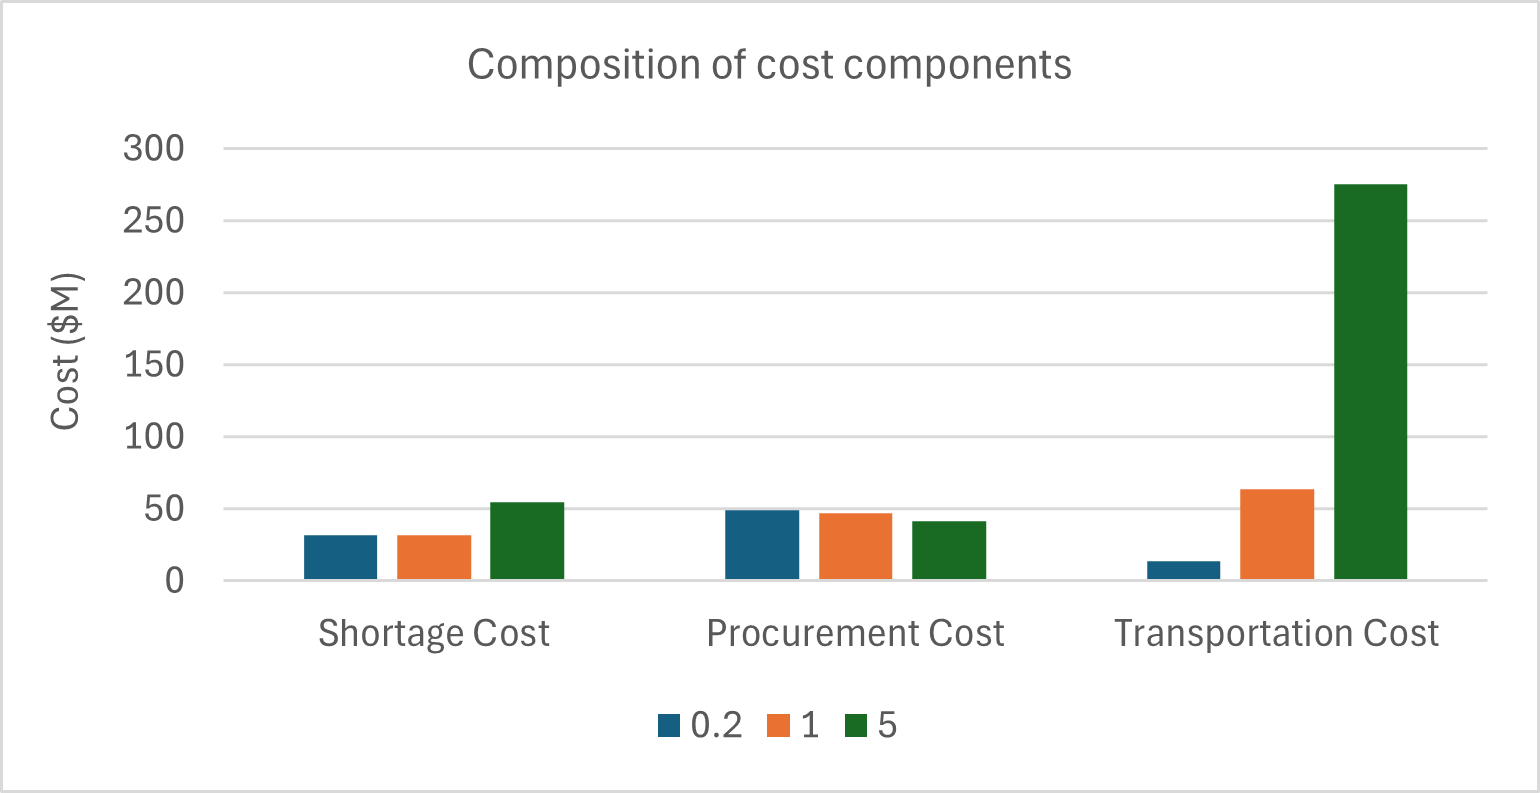 Composition of cost components
300
250
200
150
100
50
0
Cost ($M)
Shortage Cost
Procurement Cost
Transportation Cost
0.2
1
5